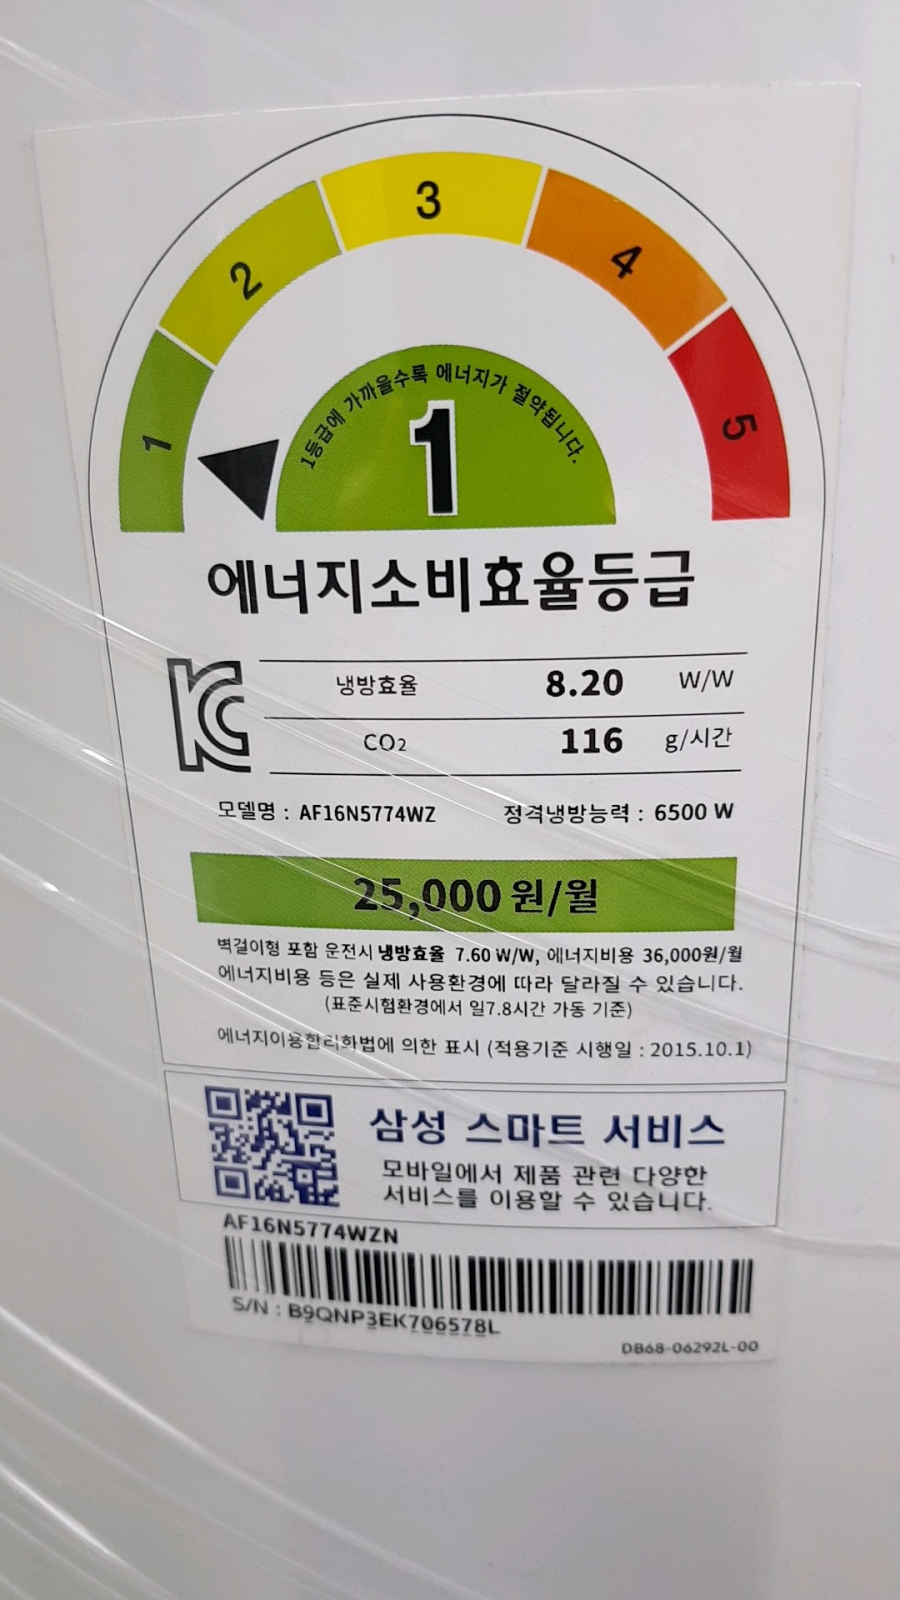 1
2
3
4
5
1등급에 가까울수록 에너지가 절약됩니다.
1
에너지소비효율등급
냉방효율 8.20 W/W
CO2 116 g/시간
모델명 : AF16N5774WZ 정격냉방능력 : 6500 W
25,000 원/월
벽걸이형 포함 운전시 냉방효율 7.60 W/W, 에너지비용 36,000원/월
에너지비용 등은 실제 사용환경에 따라 달라질 수 있습니다.
(표준시험환경에서 일7.8시간 가동 기준)
에너지이용합리화법에 의한 표시 (적용기준 시행일 : 2015.10.1)
삼성 스마트 서비스
모바일에서 제품 관련 다양한
서비스를 이용할 수 있습니다.
AF16N5774WZN
S/N : B9QNP3EK706578L
DB68-06292L-00